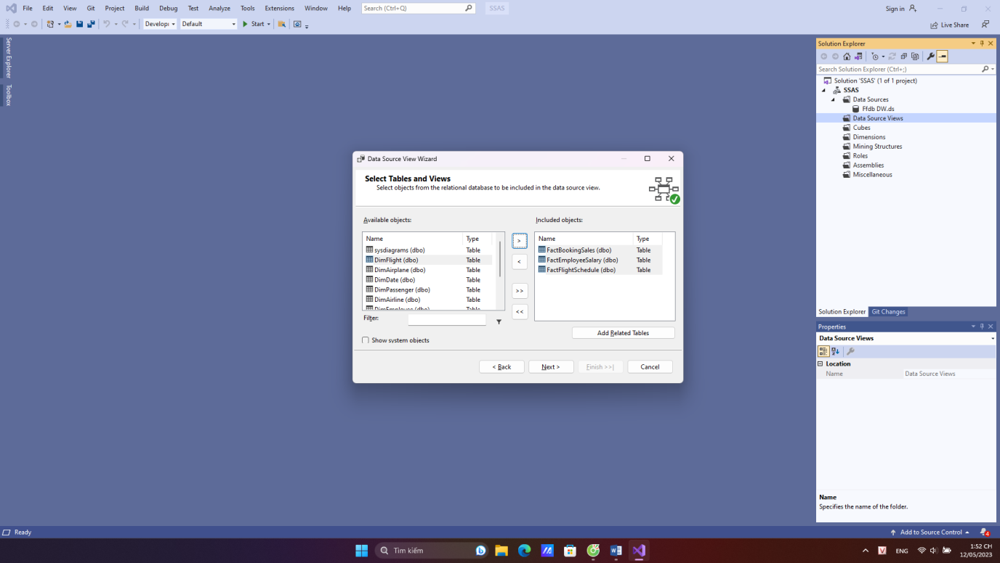 File Edit View Git Project Build Debug Test Analyze Tools Extensions Window Help Search (Ctrl+Q) SSAS Sign in
Develop Default Start Live Share
Server Explorer
Toolbox
Solution Explorer
Search Solution Explorer (Ctrl+;)
Solution 'SSAS' (1 of 1 project)
SSAS
Data Sources
Ffdb DW.ds
Data Source Views
Cubes
Dimensions
Mining Structures
Roles
Assemblies
Miscellaneous
Solution Explorer Git Changes
Properties
Data Source Views
Location
Name Data Source Views
Name
Specifies the name of the folder.
Data Source View Wizard
Select Tables and Views
Select objects from the relational database to be included in the data source view.
Available objects:
Name Type
sysdiagrams (dbo) Table
DimFlight (dbo) Table
DimAirplane (dbo) Table
DimDate (dbo) Table
DimPassenger (dbo) Table
DimAirline (dbo) Table
DimEmployee (dbo) Table
Filter:
Show system objects
>
<
>>
<<
Included objects:
Name Type
FactBookingSales (dbo) Table
FactEmployeeSalary (dbo) Table
FactFlightSchedule (dbo) Table
Add Related Tables
< Back Next > Finish >>| Cancel
Ready Add to Source Control 4
Tìm kiếm V ENG 1:52 CH
12/05/2023